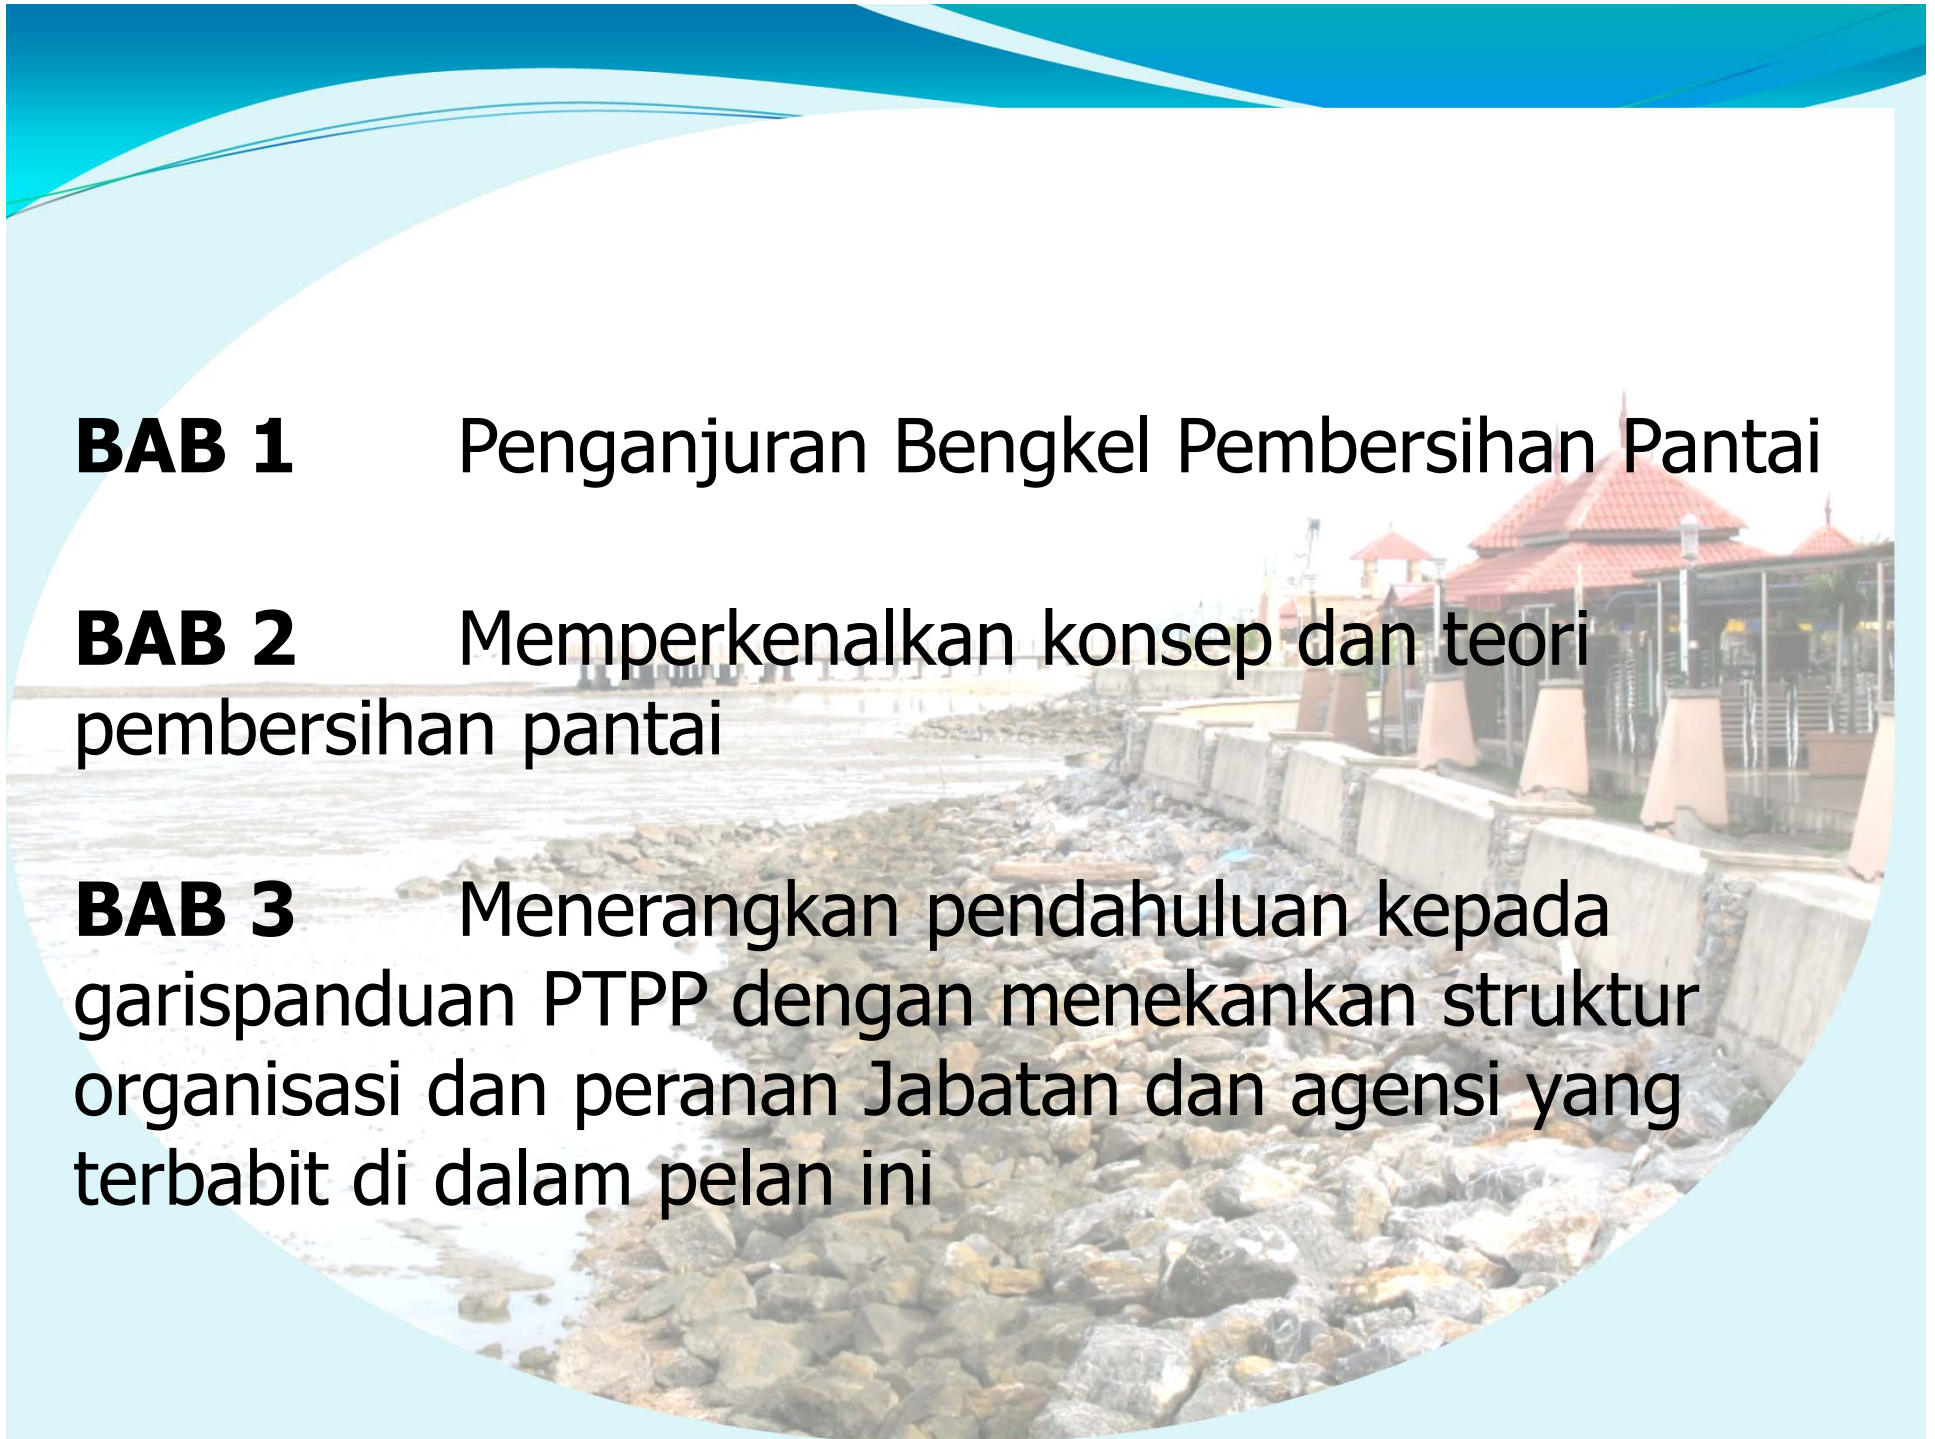 BAB 1 Penganjuran Bengkel Pembersihan Pantai
BAB 2 Memperkenalkan konsep dan teori
pembersihan pantai
BAB 3 Menerangkan pendahuluan kepada
garispanduan PTPP dengan menekankan struktur
organisasi dan peranan Jabatan dan agensi yang
terbabit di dalam pelan ini